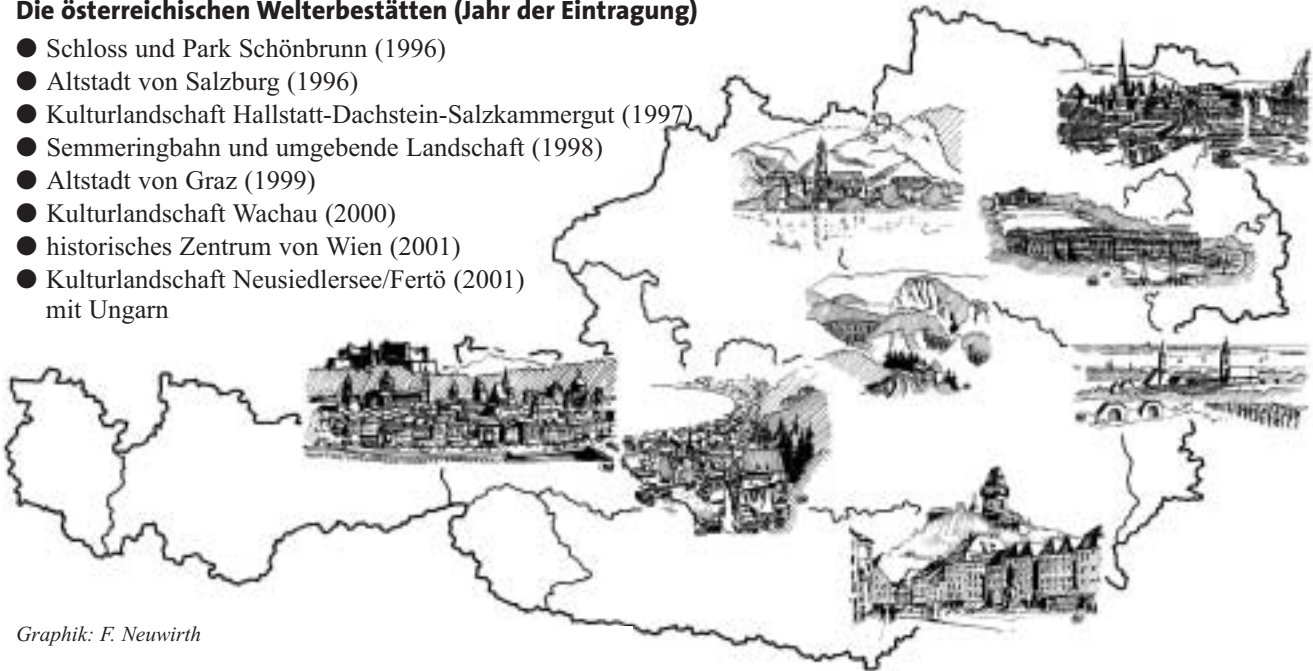 Die österreichischen Welterbestätten (Jahr der Eintragung)
● Schloss und Park Schönbrunn (1996)
● Altstadt von Salzburg (1996)
● Kulturlandschaft Hallstatt-Dachstein-Salzkammergut (1997)
● Semmeringbahn und umgebende Landschaft (1998)
● Altstadt von Graz (1999)
● Kulturlandschaft Wachau (2000)
● historisches Zentrum von Wien (2001)
● Kulturlandschaft Neusiedlersee/Fertö (2001)
mit Ungarn
Graphik: F. Neuwirth